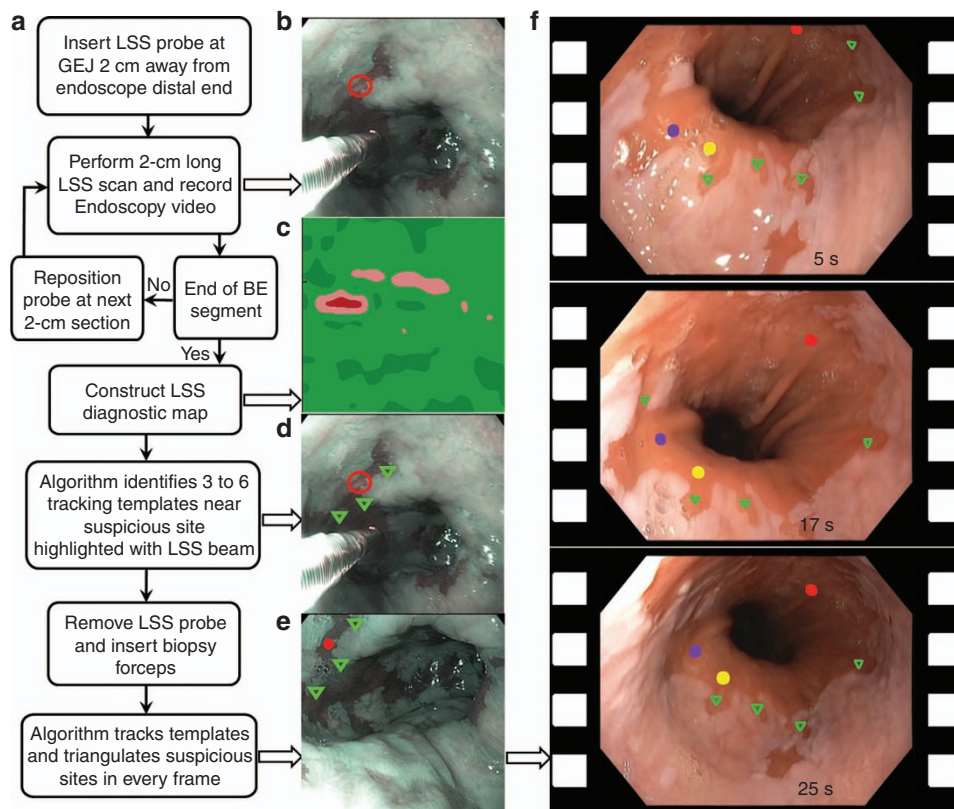 a
Insert LSS probe at
GEJ 2 cm away from
endoscope distal end
Perform 2-cm long
LSS scan and record
Endoscopy video
Reposition
probe at next
2-cm section
No
End of BE
segment
Yes
Construct LSS
diagnostic map
Algorithm identifies 3 to 6
tracking templates near
suspicious site
highlighted with LSS beam
Remove LSS probe
and insert biopsy
forceps
Algorithm tracks templates
and triangulates suspicious
sites in every frame
b
c
d
e
f
5 s
17 s
25 s